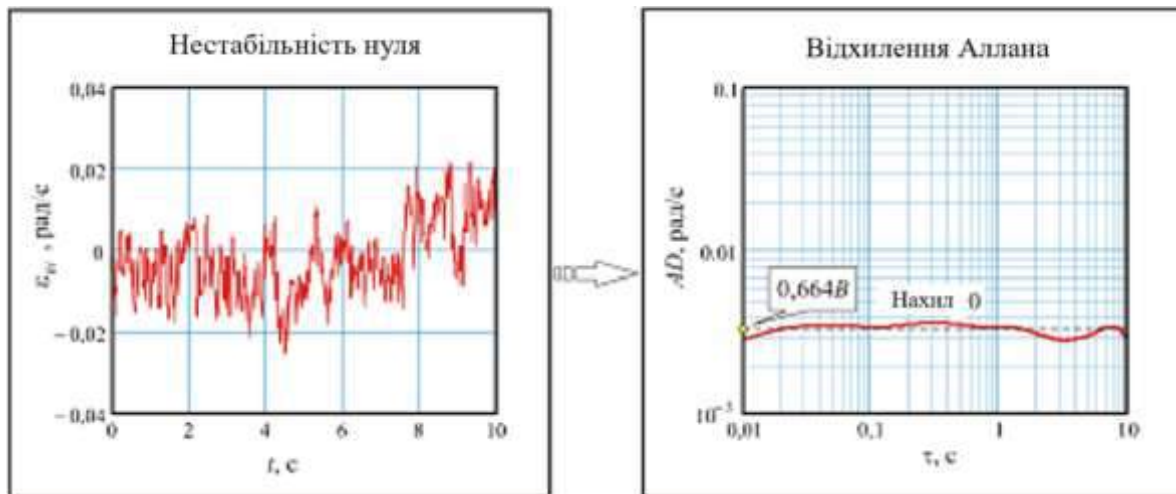 Нестабільність нуля
0,04
0,02
0
−0,02
−0,04
, рад/с
0 2 4 6 8 10
t, с
Відхилення Аллана
0.1
0.01
10⁻³
AD, рад/с
0,664B
Нахил 0
0,01 0,1 1 10
τ, с